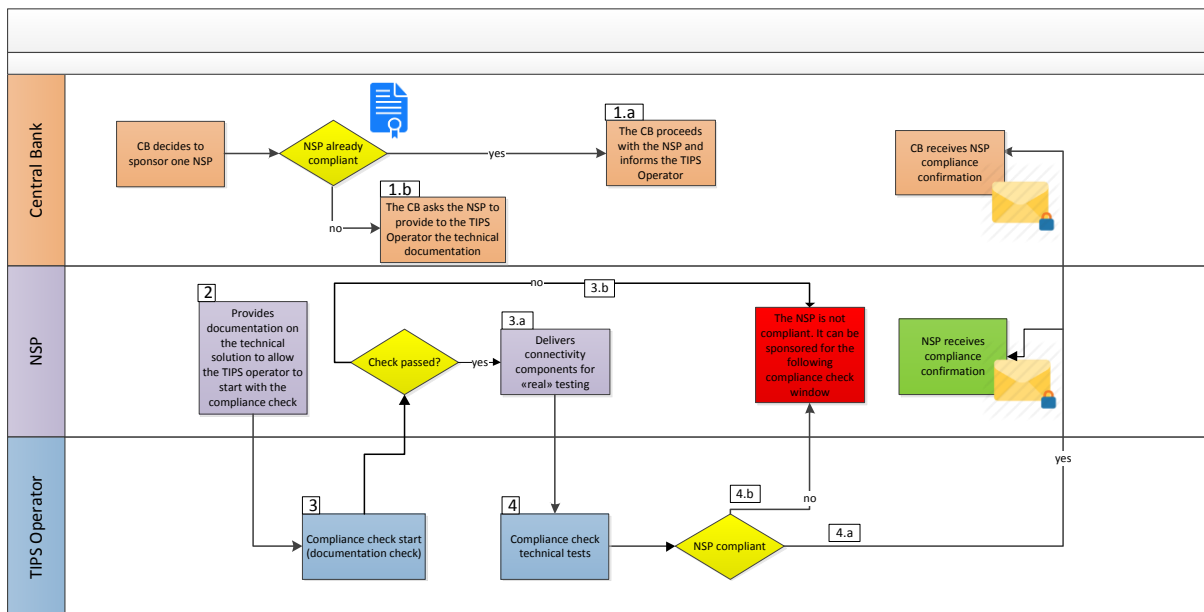 Central Bank
CB decides to
sponsor one NSP
NSP already
compliant
yes
1.a
The CB proceeds
with the NSP and
informs the TIPS
Operator
no
1.b
The CB asks the NSP to
provide to the TIPS
Operator the technical
documentation
CB receives NSP
compliance
confirmation
NSP
2
Provides
documentation on
the technical
solution to allow
the TIPS operator to
start with the
compliance check
no
3.b
Check passed?
yes
3.a
Delivers
connectivity
components for
«real» testing
The NSP is not
compliant. It can be
sponsored for the
following
compliance check
window
NSP receives
compliance
confirmation
TIPS Operator
3
Compliance check start
(documentation check)
4
Compliance check
technical tests
NSP compliant
4.b
no
4.a
yes